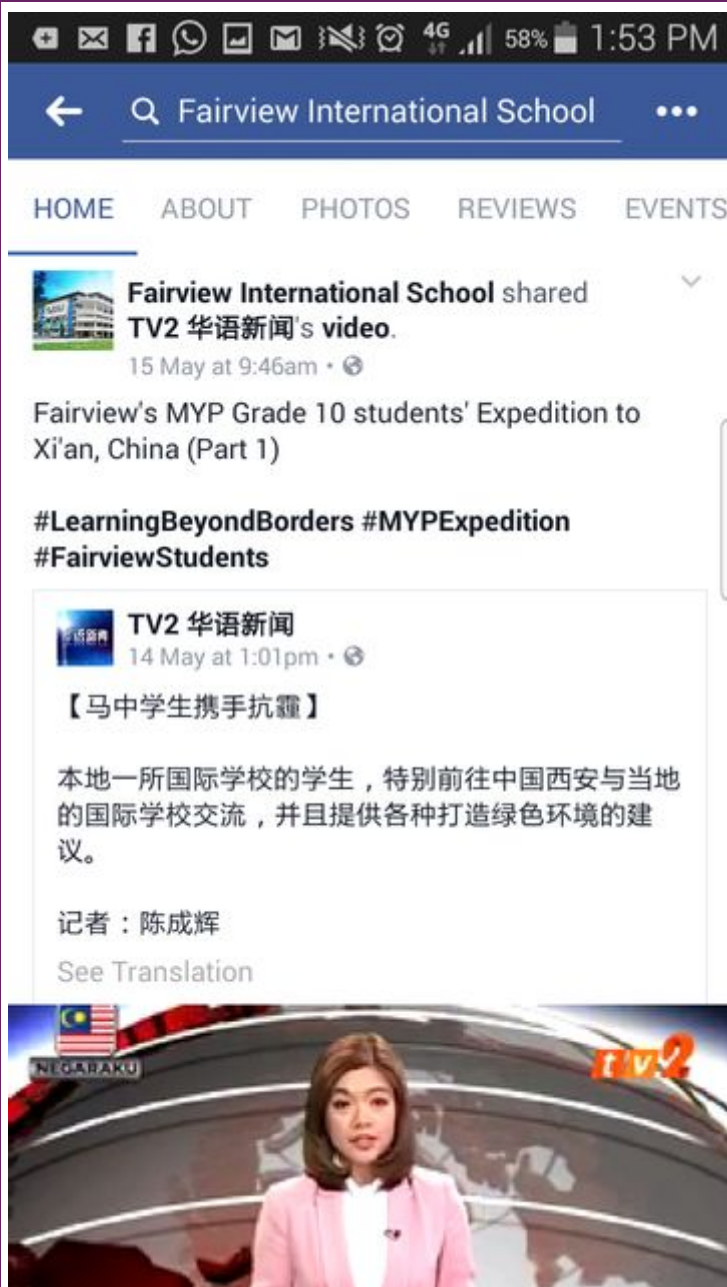 4G 58% 1:53 PM
Fairview International School
HOME ABOUT PHOTOS REVIEWS EVENTS
Fairview International School shared
TV2 华语新闻's video.
15 May at 9:46am •
Fairview's MYP Grade 10 students' Expedition to
Xi'an, China (Part 1)
#LearningBeyondBorders #MYPExpedition
#FairviewStudents
TV2 华语新闻
14 May at 1:01pm •
【马中学生携手抗霾】
本地一所国际学校的学生，特别前往中国西安与当地
的国际学校交流，并且提供各种打造绿色环境的建
议。
记者：陈成辉
See Translation
NEGARAKU
tv2